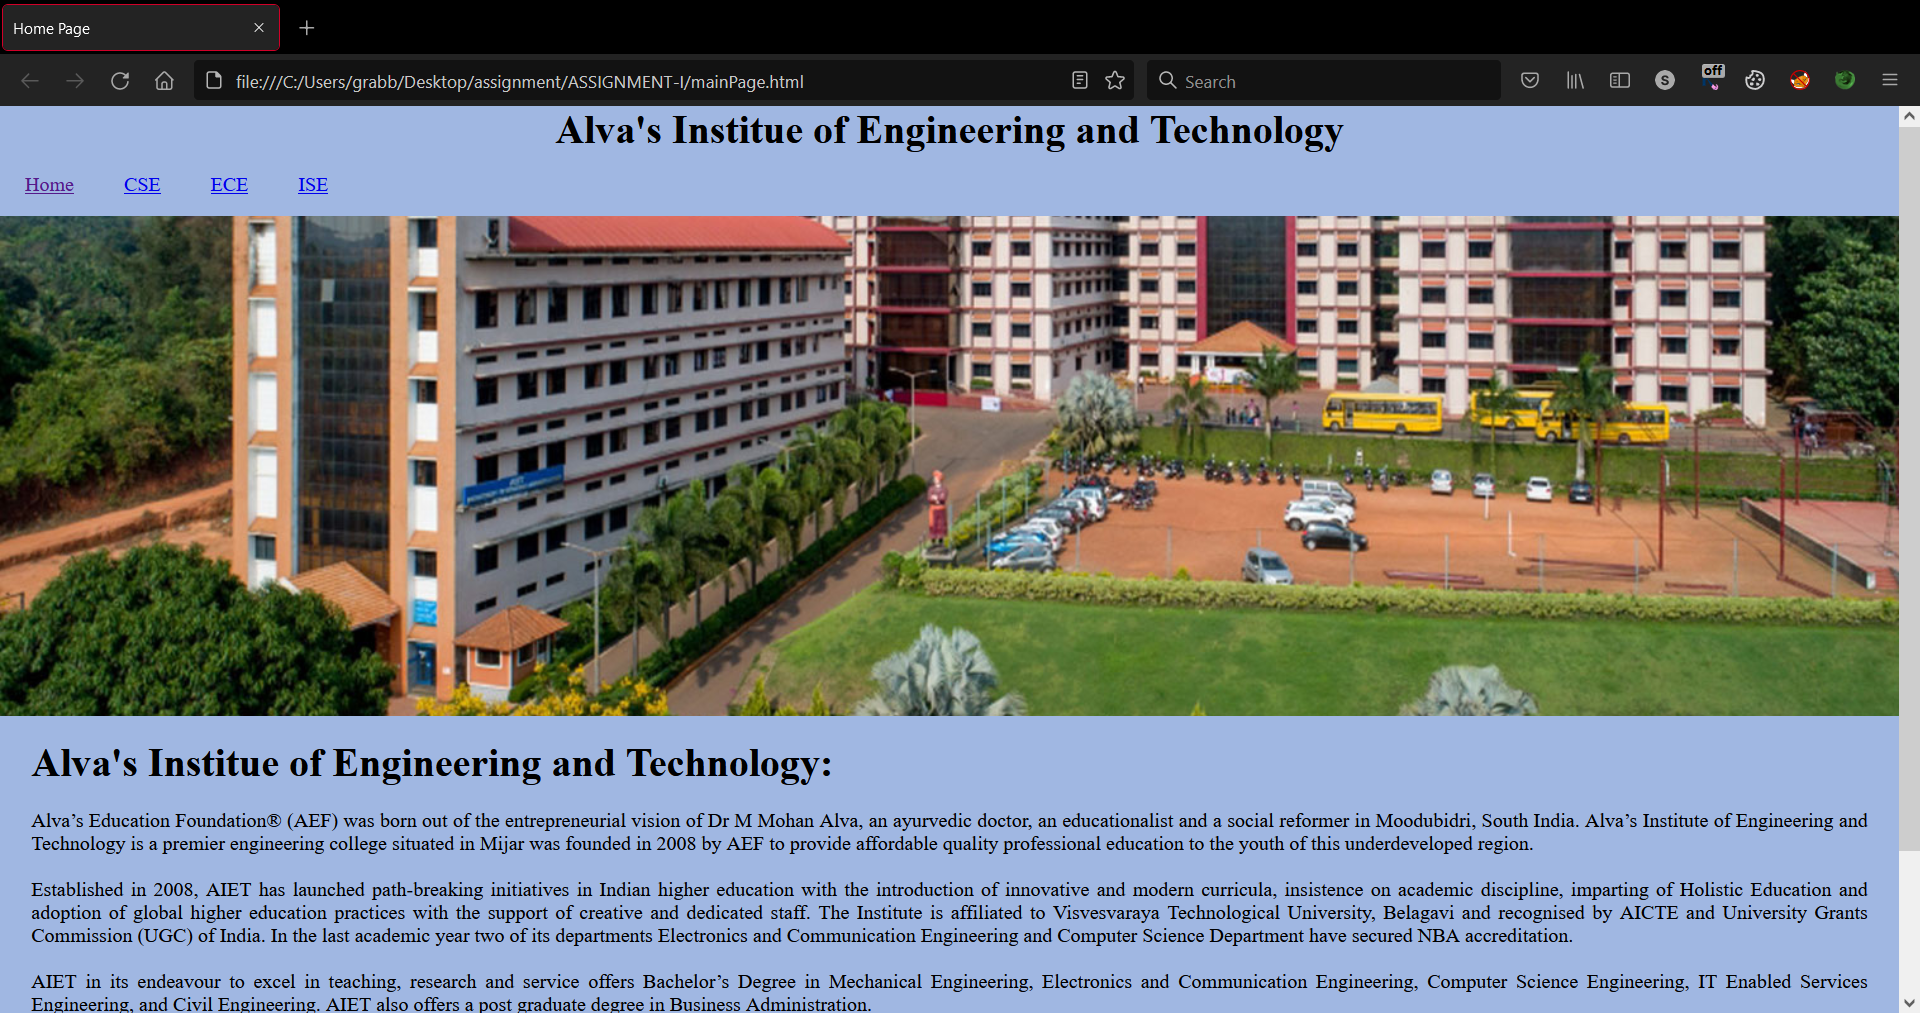 Home Page
file:///C:/Users/grabb/Desktop/assignment/ASSIGNMENT-I/mainPage.html
Search
S
off
Alva's Institue of Engineering and Technology
Home CSE ECE ISE
Alva's Institue of Engineering and Technology:
Alva’s Education Foundation® (AEF) was born out of the entrepreneurial vision of Dr M Mohan Alva, an ayurvedic doctor, an educationalist and a social reformer in Moodubidri, South India. Alva’s Institute of Engineering and
Technology is a premier engineering college situated in Mijar was founded in 2008 by AEF to provide affordable quality professional education to the youth of this underdeveloped region.
Established in 2008, AIET has launched path-breaking initiatives in Indian higher education with the introduction of innovative and modern curricula, insistence on academic discipline, imparting of Holistic Education and
adoption of global higher education practices with the support of creative and dedicated staff. The Institute is affiliated to Visvesvaraya Technological University, Belagavi and recognised by AICTE and University Grants
Commission (UGC) of India. In the last academic year two of its departments Electronics and Communication Engineering and Computer Science Department have secured NBA accreditation.
AIET in its endeavour to excel in teaching, research and service offers Bachelor’s Degree in Mechanical Engineering, Electronics and Communication Engineering, Computer Science Engineering, IT Enabled Services
Engineering, and Civil Engineering. AIET also offers a post graduate degree in Business Administration.